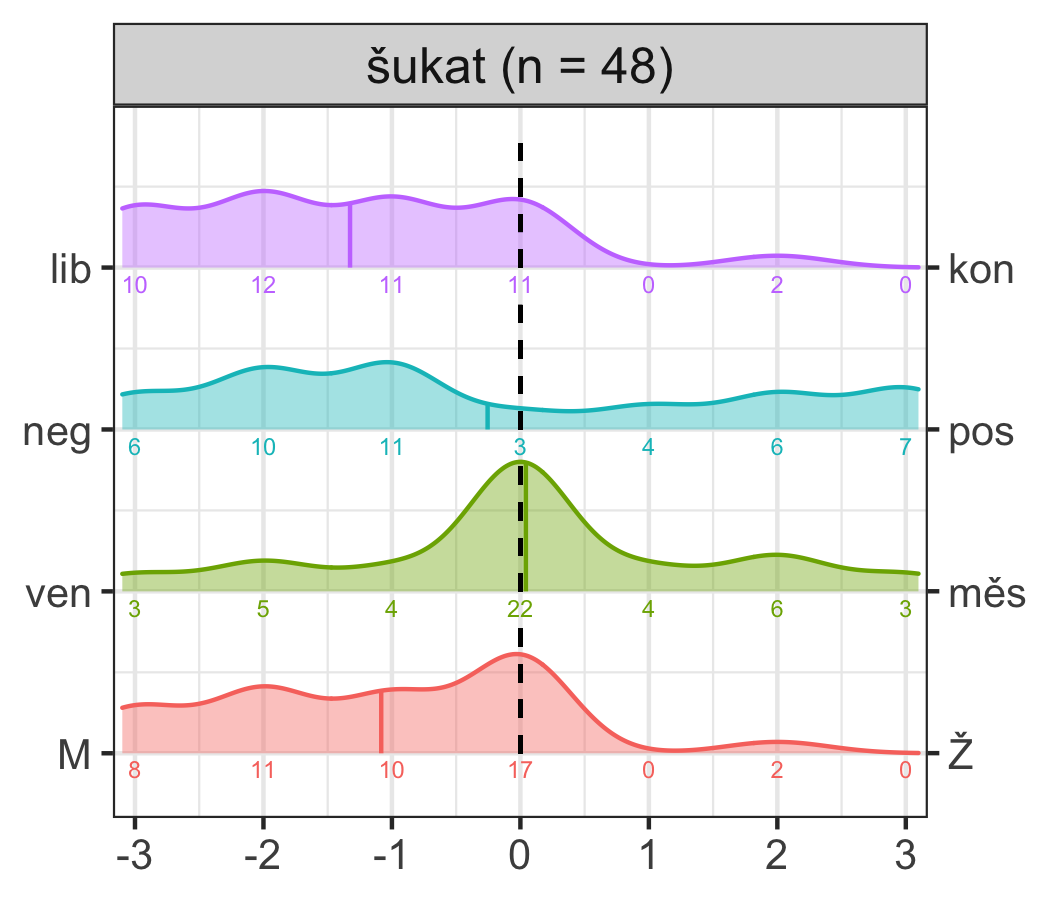 šukat (n = 48)
lib kon
10 12 11 11 0 2 0
neg pos
6 10 11 3 4 6 7
ven měs
3 5 4 22 4 6 3
M Ž
8 11 10 17 0 2 0
-3 -2 -1 0 1 2 3